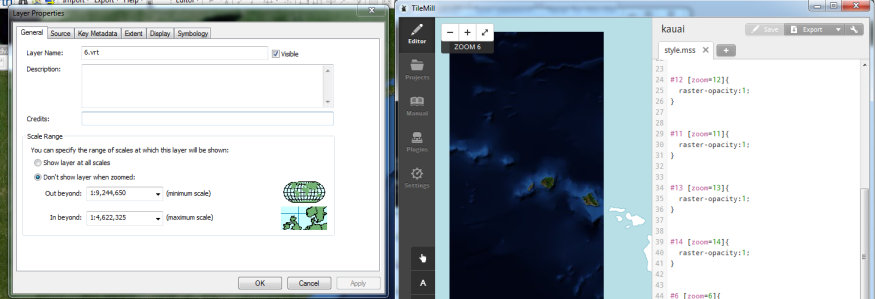 Import Export Help Editor
Layer Properties
General Source Key Metadata Extent Display Symbology
Layer Name: 6.vrt Visible
Description:
Credits:
Scale Range
You can specify the range of scales at which this layer will be shown:
Show layer at all scales
Don't show layer when zoomed:
Out beyond: 1:9,244,650 (minimum scale)
In beyond: 1:4,622,325 (maximum scale)
OK Cancel Apply
TileMill
Editor
Projects
Manual
Plugins
Settings
A
ZOOM 6
kauai Save Export
style.mss
23
24 #12 [zoom=12]{
25 raster-opacity:1;
26 }
27
28
29 #11 [zoom=11]{
30 raster-opacity:1;
31 }
32
33
34 #13 [zoom=13]{
35 raster-opacity:1;
36 }
37
38
39 #14 [zoom=14]{
40 raster-opacity:1;
41 }
42
43
44 #6 [zoom=6]{